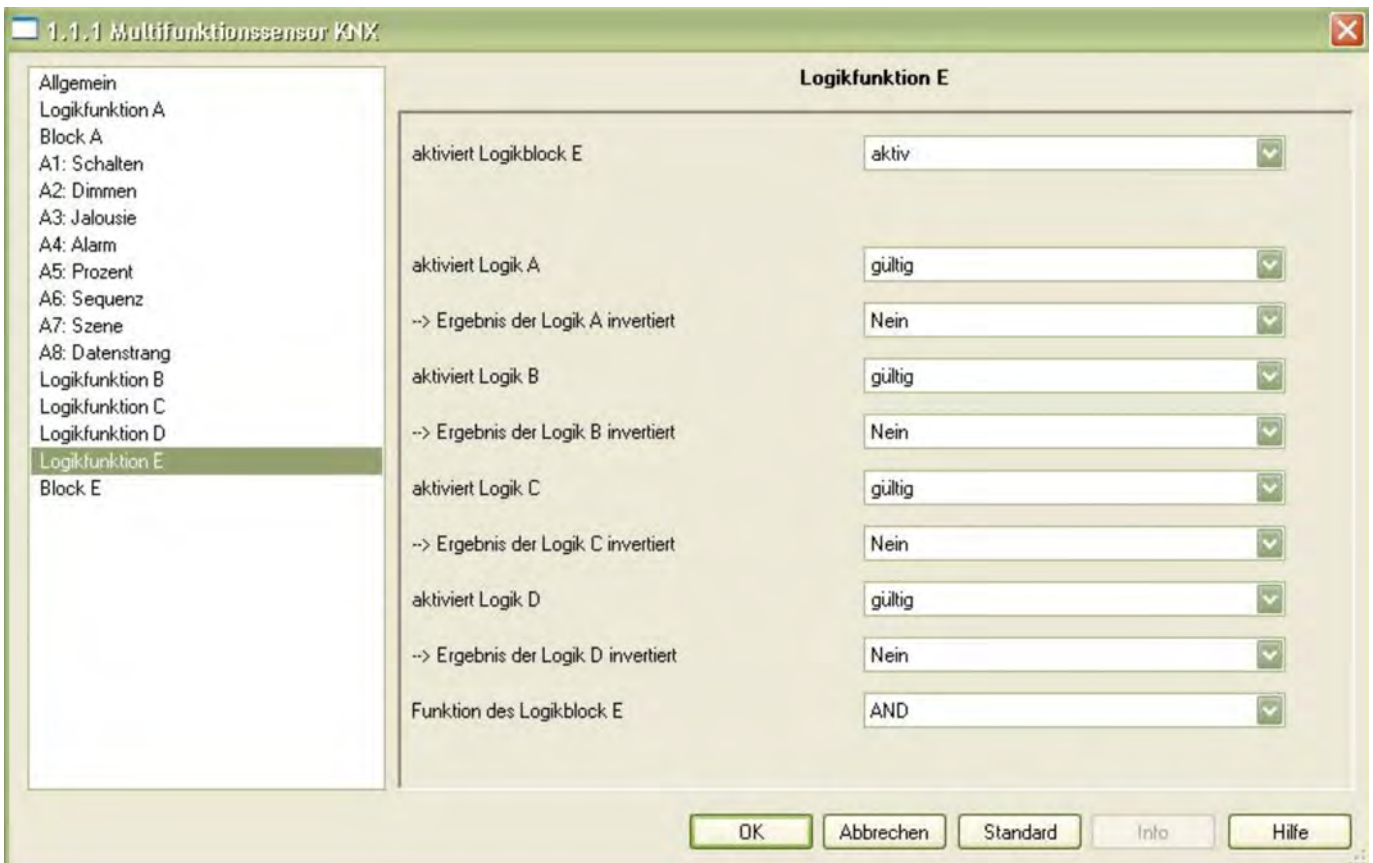 1.1.1 Multifunktionssensor KNX
Allgemein
Logikfunktion A
Block A
A1: Schalten
A2: Dimmen
A3: Jalousie
A4: Alarm
A5: Prozent
A6: Sequenz
A7: Szene
A8: Datenstrang
Logikfunktion B
Logikfunktion C
Logikfunktion D
Logikfunktion E
Block E
Logikfunktion E
aktiviert Logikblock E aktiv
aktiviert Logik A gültig
--> Ergebnis der Logik A invertiert Nein
aktiviert Logik B gültig
--> Ergebnis der Logik B invertiert Nein
aktiviert Logik C gültig
--> Ergebnis der Logik C invertiert Nein
aktiviert Logik D gültig
--> Ergebnis der Logik D invertiert Nein
Funktion des Logikblock E AND
OK Abbrechen Standard Info Hilfe